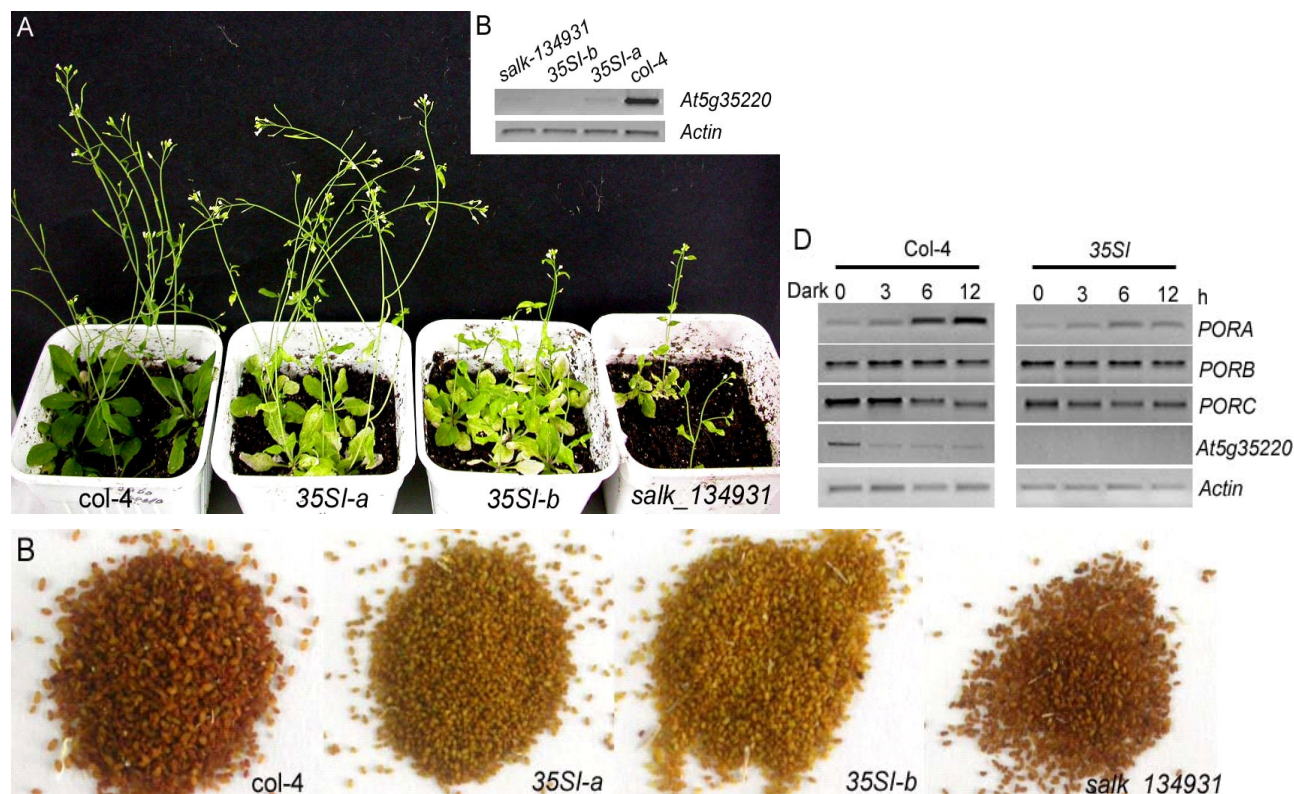 A
B
salk-134931
35SI-b
35SI-a
col-4
At5g35220
Actin
col-4
35SI-a
35SI-b
salk_134931
D
Col-4
35SI
Dark 0 3 6 12
0 3 6 12 h
PORA
PORB
PORC
At5g35220
Actin
B
col-4
35SI-a
35SI-b
salk_134931